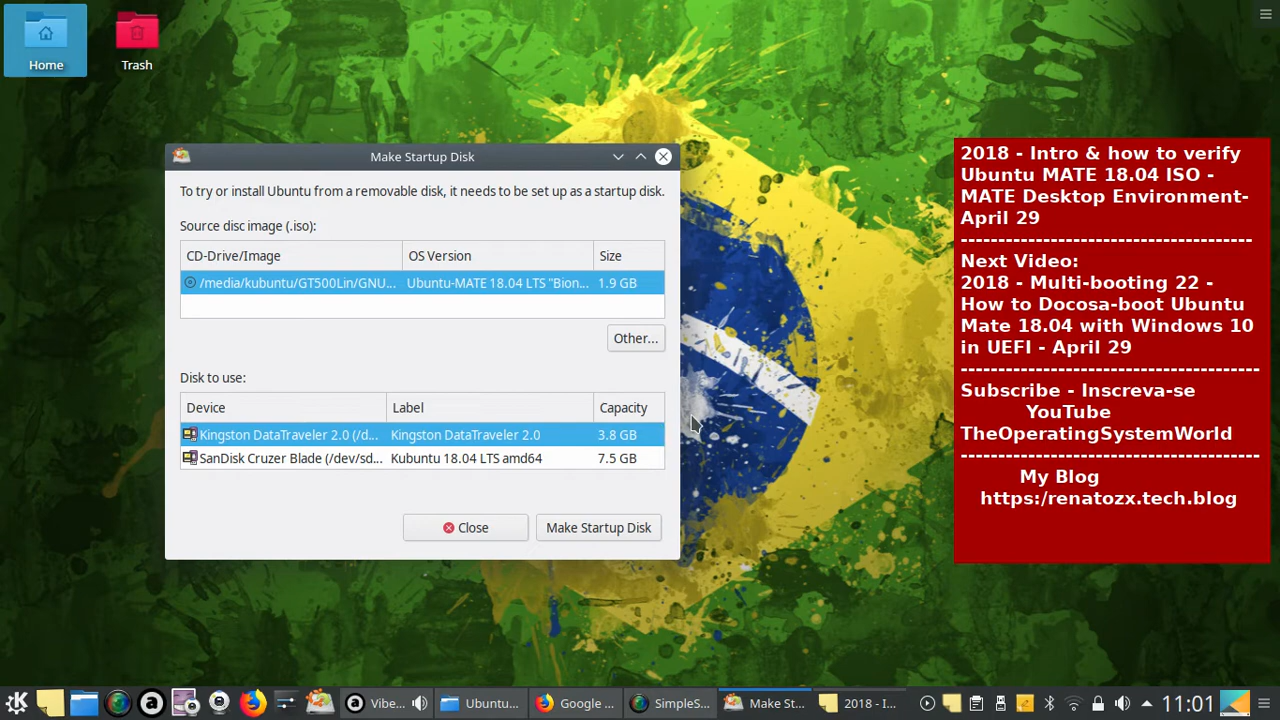 Home
Trash
Make Startup Disk
To try or install Ubuntu from a removable disk, it needs to be set up as a startup disk.
Source disc image (.iso):
CD-Drive/Image OS Version Size
/media/kubuntu/GT500Lin/GNU... Ubuntu-MATE 18.04 LTS "Bion... 1.9 GB
Other...
Disk to use:
Device Label Capacity
Kingston DataTraveler 2.0 (/d... Kingston DataTraveler 2.0 3.8 GB
SanDisk Cruzer Blade (/dev/sd... Kubuntu 18.04 LTS amd64 7.5 GB
Close Make Startup Disk
2018 - Intro & how to verify
Ubuntu MATE 18.04 ISO -
MATE Desktop Environment-
April 29
---------------------------------------
Next Video:
2018 - Multi-booting 22 -
How to Docosa-boot Ubuntu
Mate 18.04 with Windows 10
in UEFI - April 29
----------------------------------------
Subscribe - Inscreva-se
YouTube
TheOperatingSystemWorld
----------------------------------------
My Blog
https:/renatozx.tech.blog
Vibe... Ubuntu... Google ... SimpleS... Make St... 2018 - I... 11:01